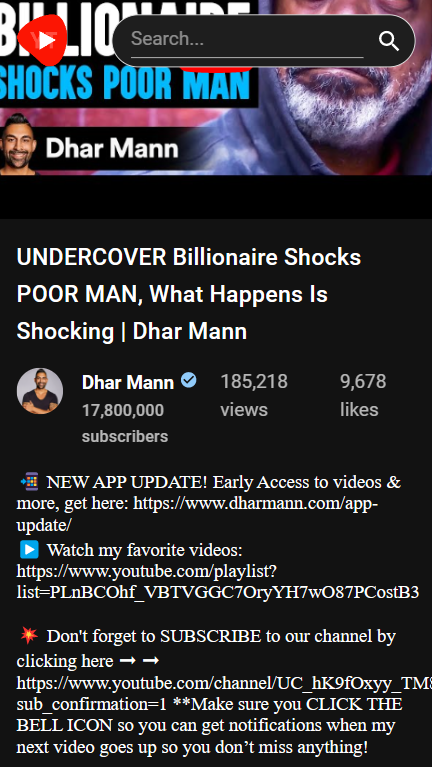 BILLIONAIRE
YT
Search...
SHOCKS POOR MAN
Dhar Mann
UNDERCOVER Billionaire Shocks
POOR MAN, What Happens Is
Shocking | Dhar Mann
Dhar Mann 185,218 9,678
17,800,000 views likes
subscribers
📲 NEW APP UPDATE! Early Access to videos &
more, get here: https://www.dharmann.com/app-
update/
▶️ Watch my favorite videos:
https://www.youtube.com/playlist?
list=PLnBCOhf_VBTVGGC7OryYH7wO87PCostB3
💥 Don't forget to SUBSCRIBE to our channel by
clicking here ➞ ➞
https://www.youtube.com/channel/UC_hK9fOxyy_TM8
sub_confirmation=1 **Make sure you CLICK THE
BELL ICON so you can get notifications when my
next video goes up so you don’t miss anything!